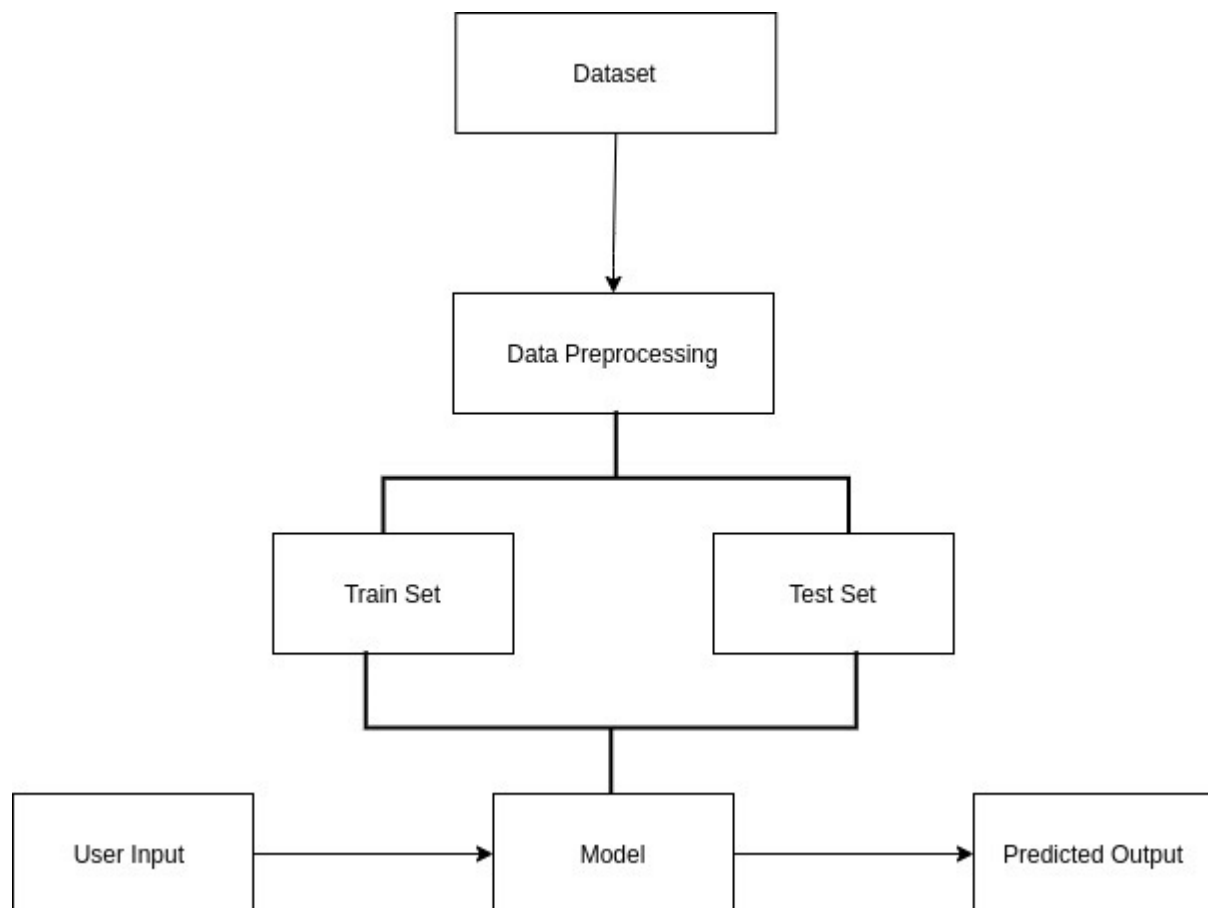 Dataset
Data Preprocessing
Train Set
Test Set
User Input
Model
Predicted Output